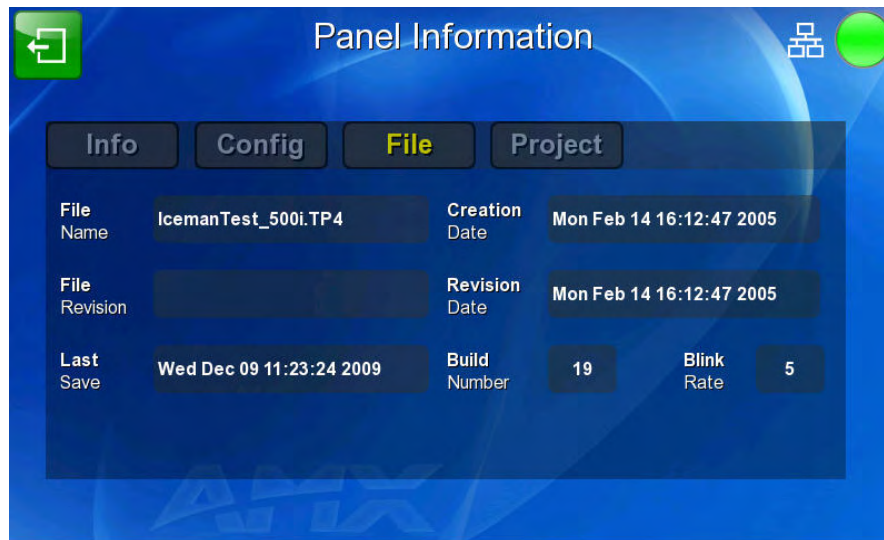 Panel Information
Info Config File Project
File Name IcemanTest_500i.TP4 Creation Date Mon Feb 14 16:12:47 2005
File Revision Revision Date Mon Feb 14 16:12:47 2005
Last Save Wed Dec 09 11:23:24 2009 Build Number 19 Blink Rate 5
AMX